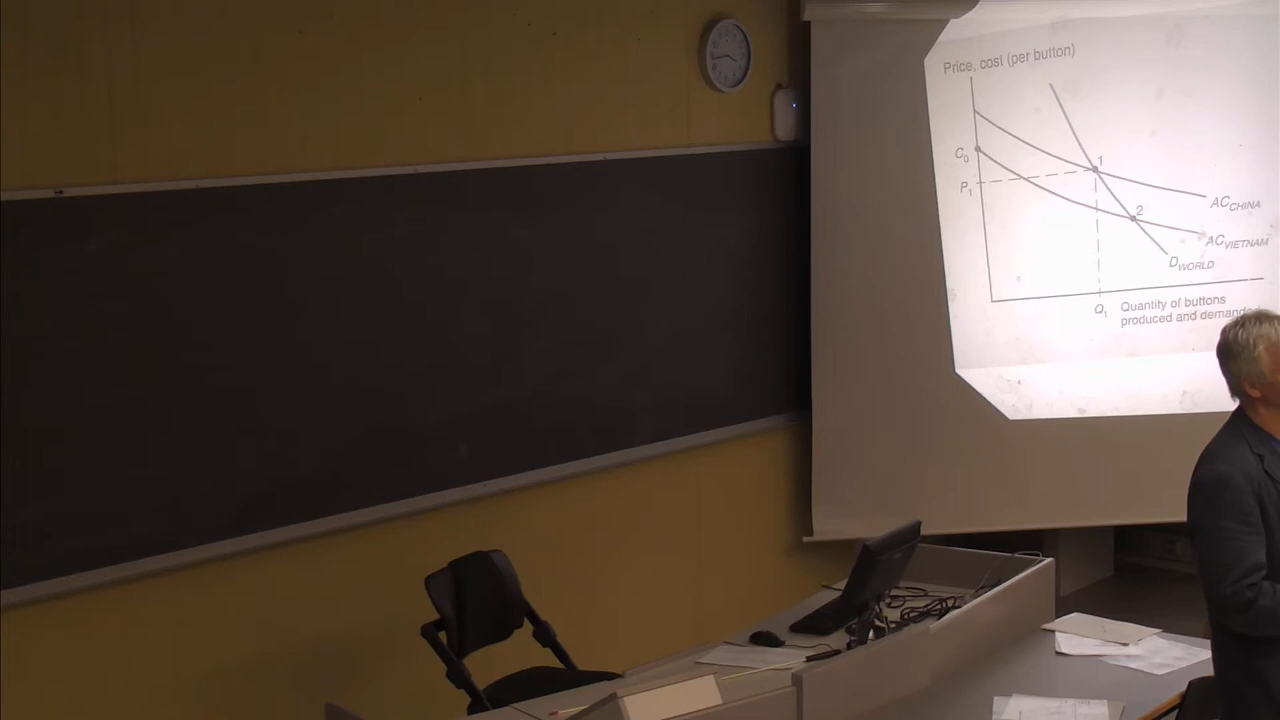 Price, cost (per button)
C0
P1
1
2
ACCHINA
ACVIETNAM
DWORLD
Q1
Quantity of buttons
produced and demanded